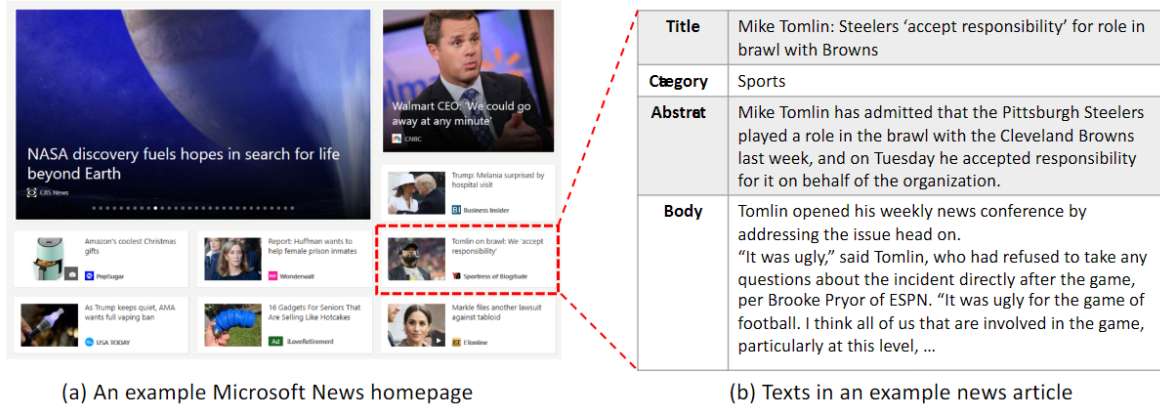 NASA discovery fuels hopes in search for life
beyond Earth
CBS News
Walmart CEO: 'We could go
away at any minute'
CNBC
Trump: Melania surprised by
hospital visit
BI Business Insider
Amazon's coolest Christmas
gifts
PopSugar
Report: Huffman wants to
help female prison inmates
Wonderwall
Tomlin on brawl: We 'accept
responsibility'
Sportress of Blogitude
As Trump keeps quiet, AMA
wants full vaping ban
USA TODAY
16 Gadgets For Seniors That
Are Selling Like Hotcakes
Ad iLoveRetirement
Markle files another lawsuit
against tabloid
ET ETonline
(a) An example Microsoft News homepage
Title
Mike Tomlin: Steelers ‘accept responsibility’ for role in
brawl with Browns
Category
Sports
Abstract
Mike Tomlin has admitted that the Pittsburgh Steelers
played a role in the brawl with the Cleveland Browns
last week, and on Tuesday he accepted responsibility
for it on behalf of the organization.
Body
Tomlin opened his weekly news conference by
addressing the issue head on.
“It was ugly,” said Tomlin, who had refused to take any
questions about the incident directly after the game,
per Brooke Pryor of ESPN. “It was ugly for the game of
football. I think all of us that are involved in the game,
particularly at this level, …
(b) Texts in an example news article